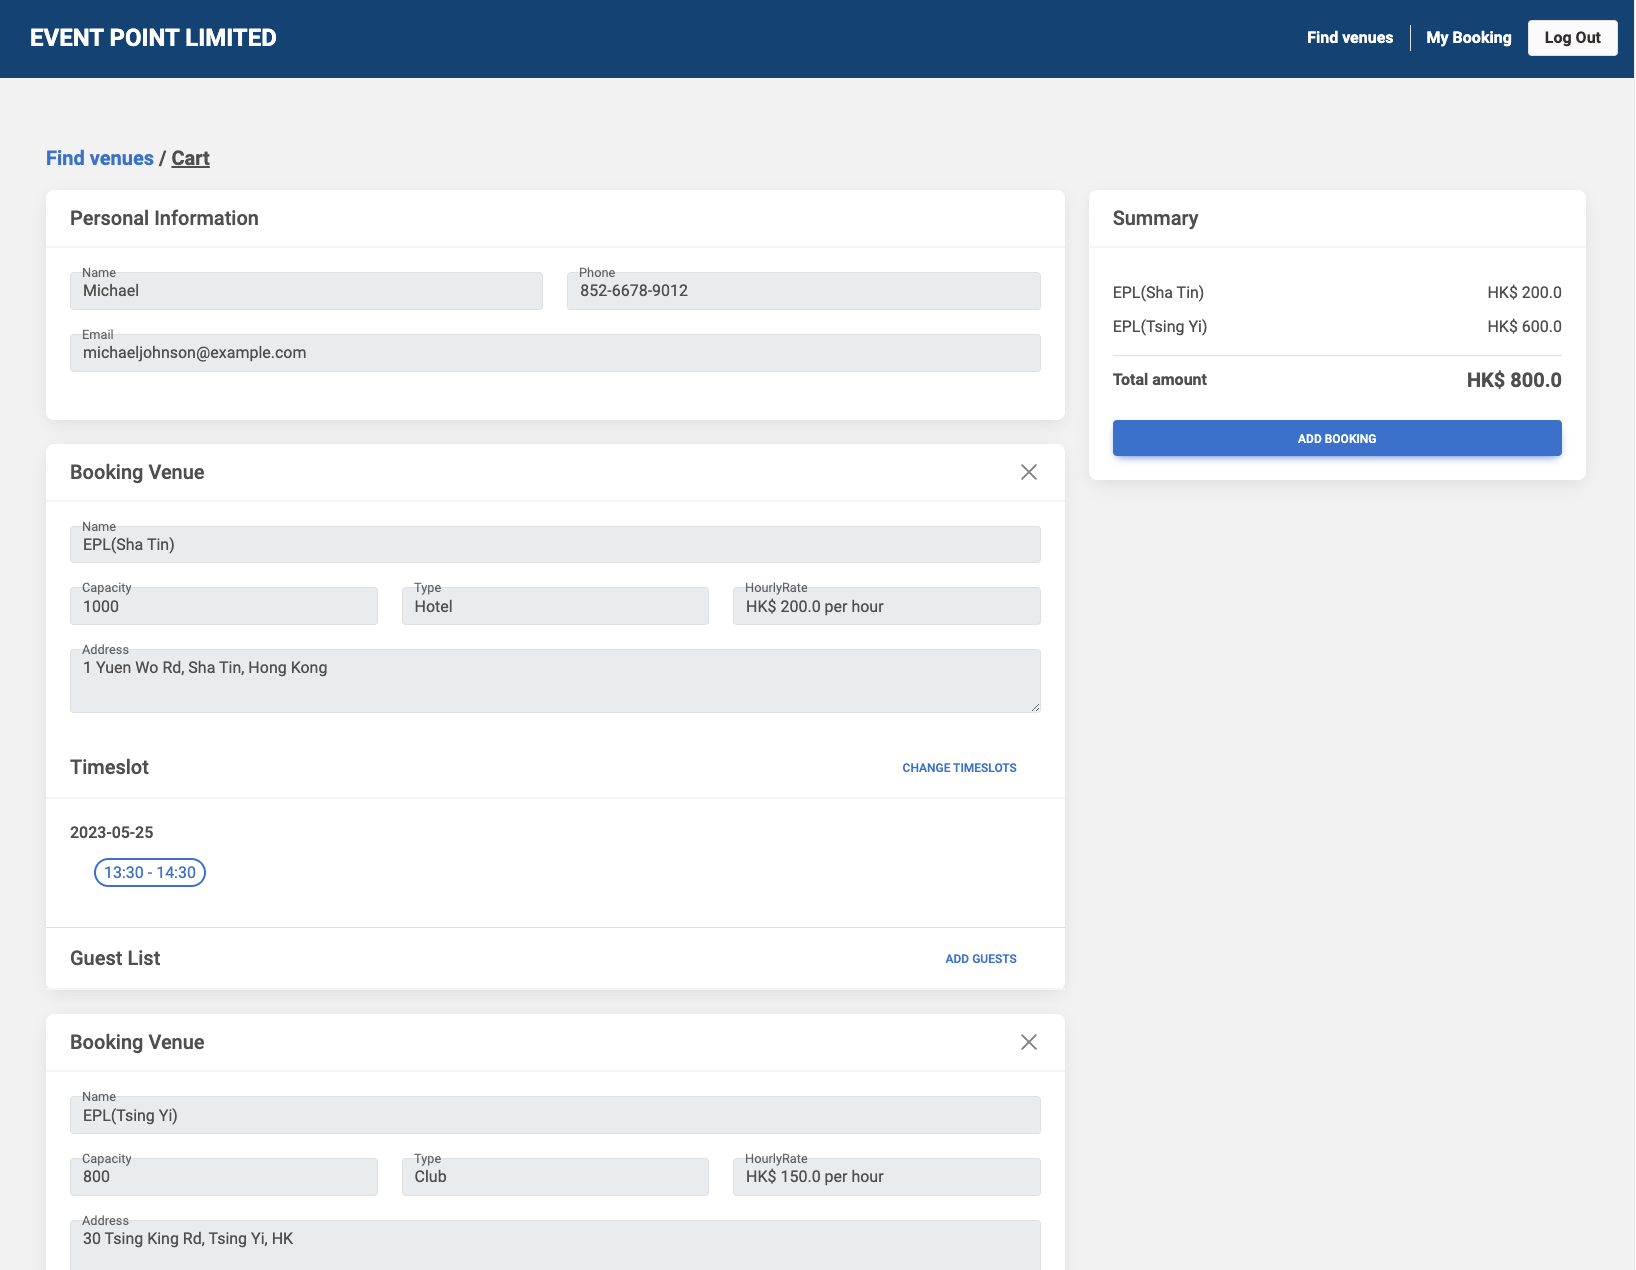 EVENT POINT LIMITED
Find venues
My Booking
Log Out
Find venues / Cart
Personal Information
Name
Michael
Phone
852-6678-9012
Email
michaeljohnson@example.com
Summary
EPL(Sha Tin) HK$ 200.0
EPL(Tsing Yi) HK$ 600.0
Total amount HK$ 800.0
ADD BOOKING
Booking Venue
Name
EPL(Sha Tin)
Capacity
1000
Type
Hotel
HourlyRate
HK$ 200.0 per hour
Address
1 Yuen Wo Rd, Sha Tin, Hong Kong
Timeslot
CHANGE TIMESLOTS
2023-05-25
13:30 - 14:30
Guest List
ADD GUESTS
Booking Venue
Name
EPL(Tsing Yi)
Capacity
800
Type
Club
HourlyRate
HK$ 150.0 per hour
Address
30 Tsing King Rd, Tsing Yi, HK